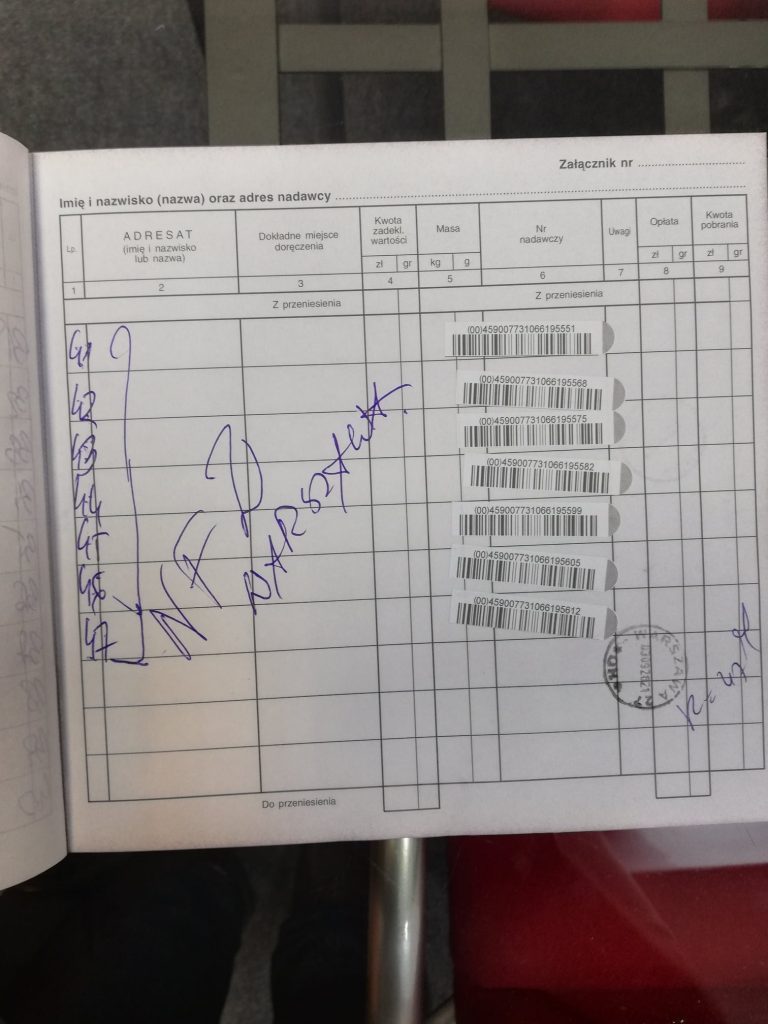 Załącznik nr
Imię i nazwisko (nazwa) oraz adres nadawcy
Lp.
ADRESAT
(imię i nazwisko
lub nazwa)
Dokładne miejsce
doręczenia
Kwota
zadekl.
wartości
Masa
Nr
nadawczy
Uwagi
Opłata
Kwota
pobrania
zł gr kg g zł gr zł gr
1 2 3 4 5 6 7 8 9
Z przeniesienia Z przeniesienia
41 (00)459007731066195551
42 (00)459007731066195568
43 (00)459007731066195575
44 (00)459007731066195582
45 (00)459007731066195599
46 (00)459007731066195605
47 (00)459007731066195612
WARSZAWA
Do przeniesienia